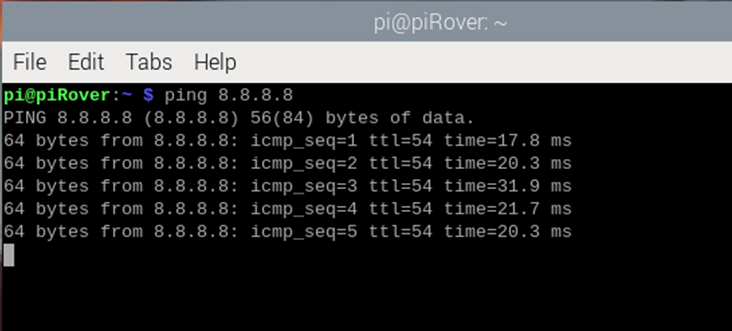 pi@piRover: ~
File Edit Tabs Help
pi@piRover:~ $ ping 8.8.8.8
PING 8.8.8.8 (8.8.8.8) 56(84) bytes of data.
64 bytes from 8.8.8.8: icmp_seq=1 ttl=54 time=17.8 ms
64 bytes from 8.8.8.8: icmp_seq=2 ttl=54 time=20.3 ms
64 bytes from 8.8.8.8: icmp_seq=3 ttl=54 time=31.9 ms
64 bytes from 8.8.8.8: icmp_seq=4 ttl=54 time=21.7 ms
64 bytes from 8.8.8.8: icmp_seq=5 ttl=54 time=20.3 ms